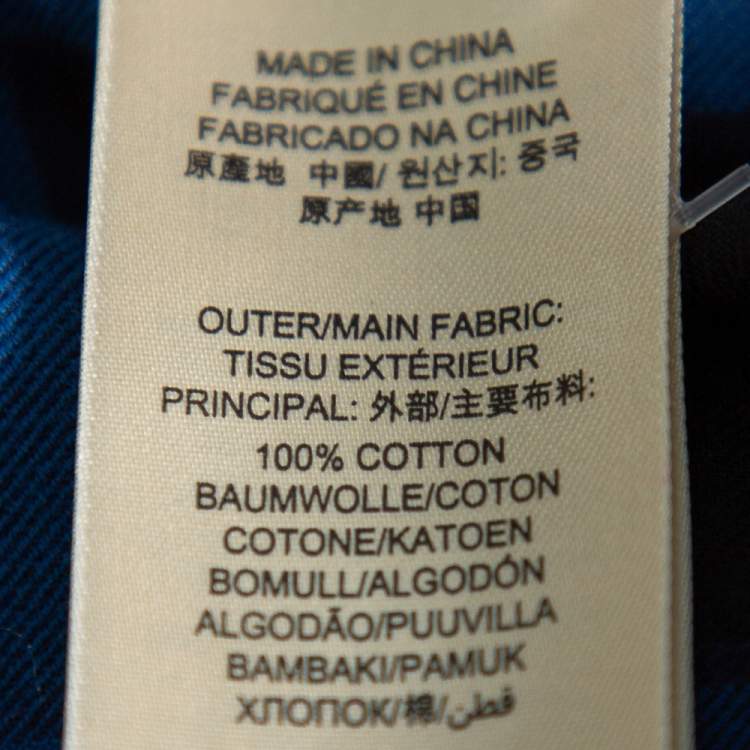 MADE IN CHINA
FABRIQUÉ EN CHINE
FABRICADO NA CHINA
原產地 中國/ 원산지: 중국
原产地 中国
OUTER/MAIN FABRIC:
TISSU EXTÉRIEUR
PRINCIPAL: 外部/主要布料:
100% COTTON
BAUMWOLLE/COTON
COTONE/KATOEN
BOMULL/ALGODÓN
ALGODÃO/PUUVILLA
BAMBAKI/PAMUK
ХЛОПОК/棉/قطن